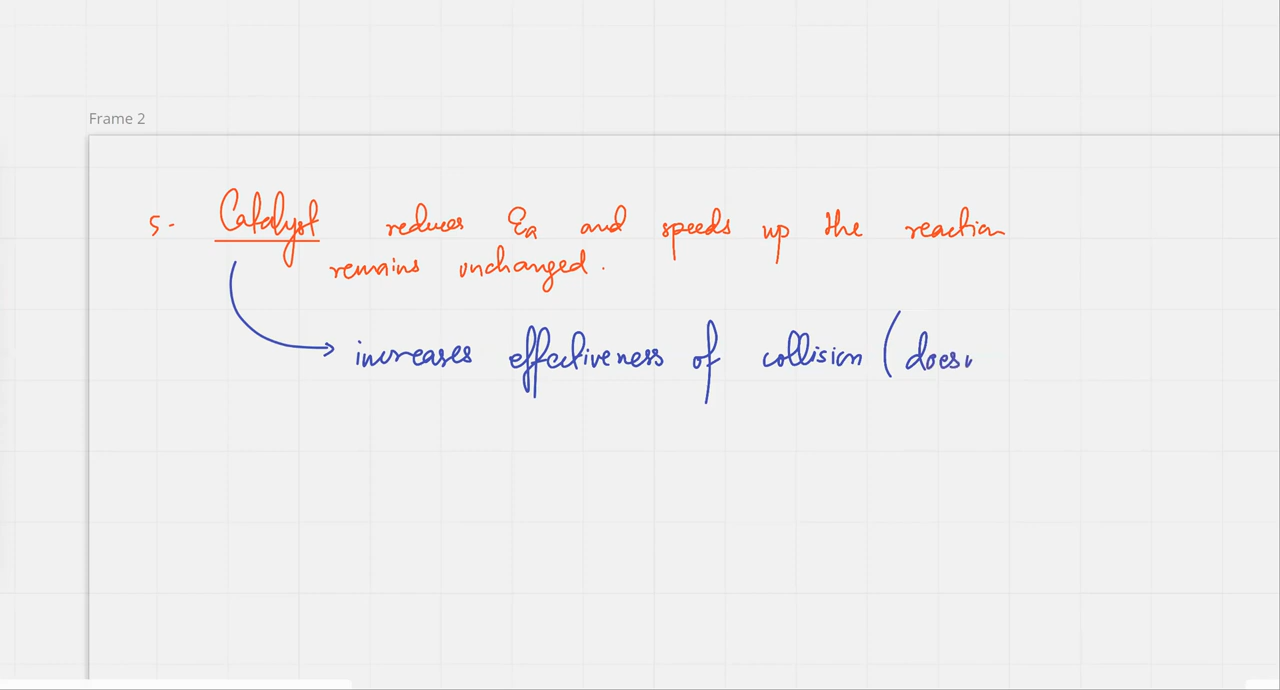 Frame 2
5. Catalyst reduces Ea and speeds up the reaction
remains unchanged.
increases effectiveness of collision (does